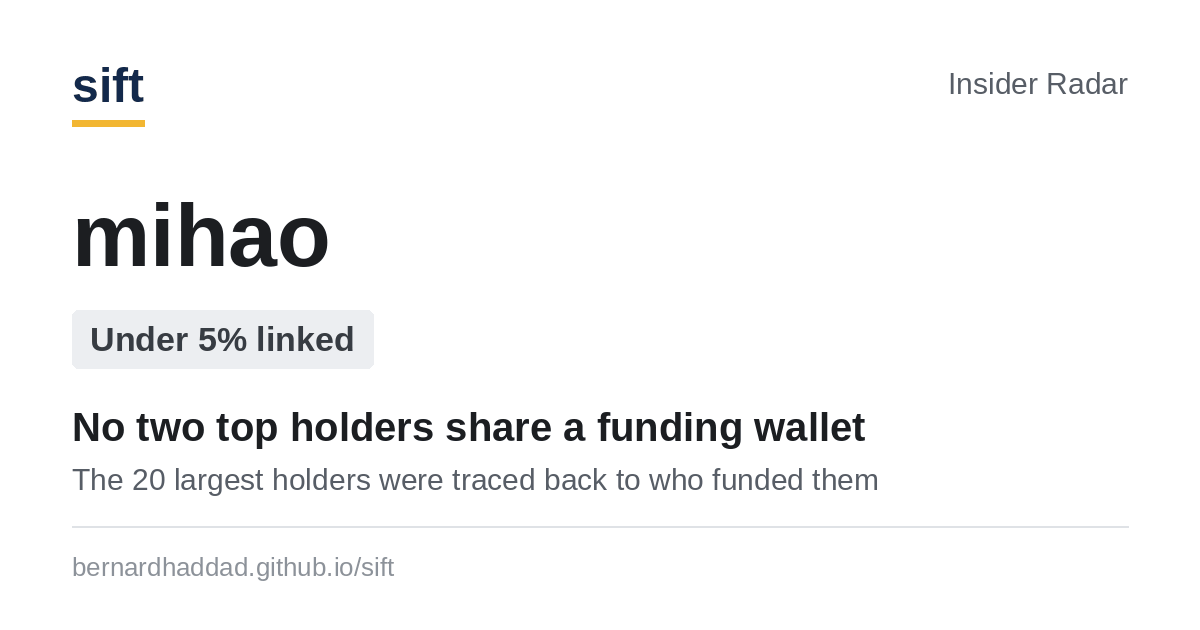 sift
Insider Radar
mihao
Under 5% linked
No two top holders share a funding wallet
The 20 largest holders were traced back to who funded them
bernardhaddad.github.io/sift